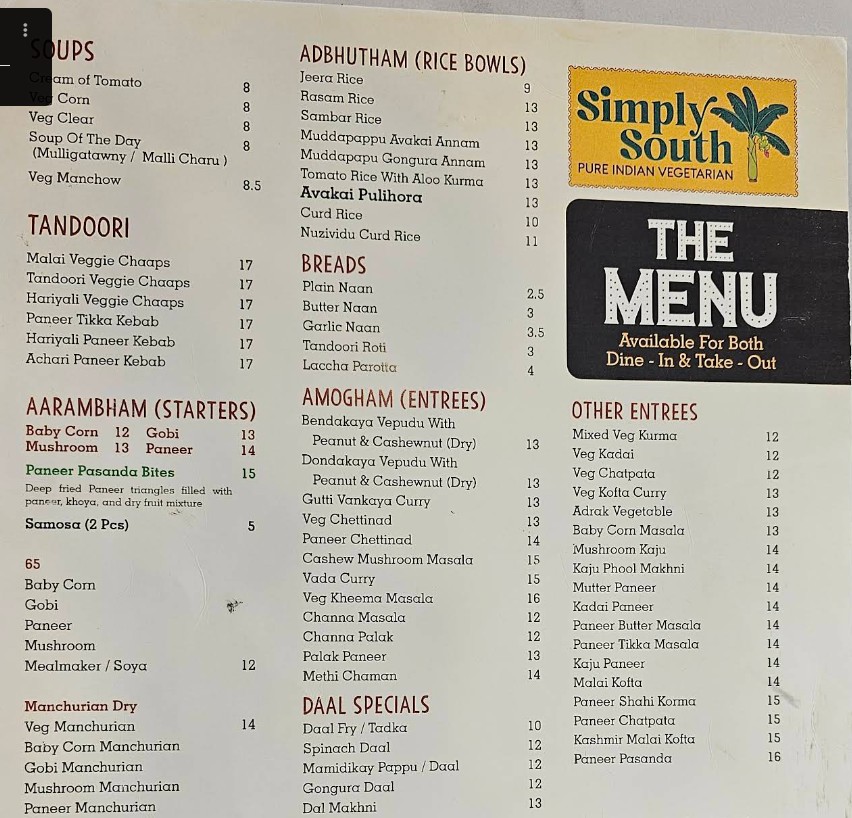 SOUPS
Cream of Tomato 8
Veg Corn 8
Veg Clear 8
Soup Of The Day 8
(Mulligatawny / Malli Charu )
Veg Manchow 8.5
TANDOORI
Malai Veggie Chaaps 17
Tandoori Veggie Chaaps 17
Hariyali Veggie Chaaps 17
Paneer Tikka Kebab 17
Hariyali Paneer Kebab 17
Achari Paneer Kebab 17
AARAMBHAM (STARTERS)
Baby Corn 12 Gobi 13
Mushroom 13 Paneer 14
Paneer Pasanda Bites 15
Deep fried Paneer triangles filled with
paneer, khoya, and dry fruit mixture
Samosa (2 Pcs) 5
65
Baby Corn
Gobi
Paneer
Mushroom
Mealmaker / Soya 12
Manchurian Dry
Veg Manchurian 14
Baby Corn Manchurian
Gobi Manchurian
Mushroom Manchurian
Paneer Manchurian
ADBHUTHAM (RICE BOWLS)
Jeera Rice 9
Rasam Rice 13
Sambar Rice 13
Muddapappu Avakai Annam 13
Muddapapu Gongura Annam 13
Tomato Rice With Aloo Kurma 13
Avakai Pulihora 13
Curd Rice 10
Nuzividu Curd Rice 11
BREADS
Plain Naan 2.5
Butter Naan 3
Garlic Naan 3.5
Tandoori Roti 3
Laccha Parotta 4
AMOGHAM (ENTREES)
Bendakaya Vepudu With
Peanut & Cashewnut (Dry) 13
Dondakaya Vepudu With
Peanut & Cashewnut (Dry) 13
Gutti Vankaya Curry 13
Veg Chettinad 13
Paneer Chettinad 14
Cashew Mushroom Masala 15
Vada Curry 15
Veg Kheema Masala 16
Channa Masala 12
Channa Palak 12
Palak Paneer 13
Methi Chaman 14
DAAL SPECIALS
Daal Fry / Tadka 10
Spinach Daal 12
Mamidikay Pappu / Daal 12
Gongura Daal 12
Dal Makhni 13
Simply
South
PURE INDIAN VEGETARIAN
THE
MENU
Available For Both
Dine - In & Take - Out
OTHER ENTREES
Mixed Veg Kurma 12
Veg Kadai 12
Veg Chatpata 12
Veg Kofta Curry 13
Adrak Vegetable 13
Baby Corn Masala 13
Mushroom Kaju 14
Kaju Phool Makhni 14
Mutter Paneer 14
Kadai Paneer 14
Paneer Butter Masala 14
Paneer Tikka Masala 14
Kaju Paneer 14
Malai Kofta 14
Paneer Shahi Korma 15
Paneer Chatpata 15
Kashmir Malai Kofta 15
Paneer Pasanda 16